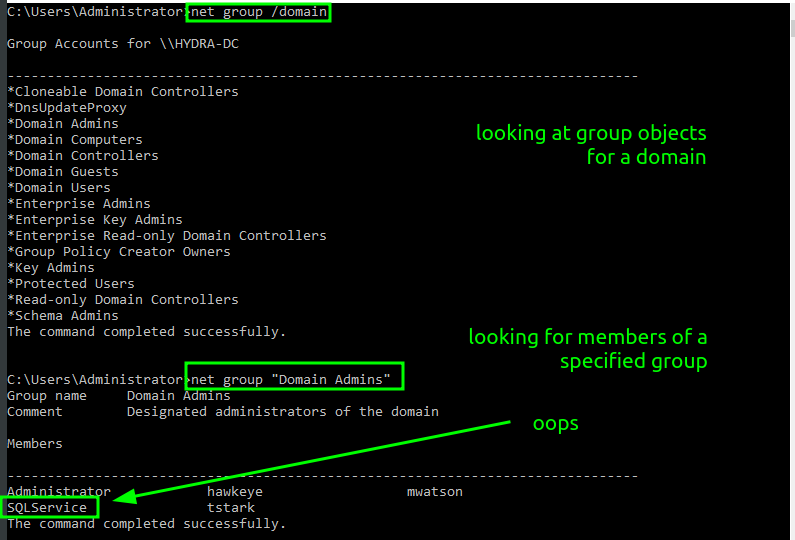 C:\Users\Administrator>net group /domain
Group Accounts for \\HYDRA-DC
-------------------------------------------------------------------------------
*Cloneable Domain Controllers
*DnsUpdateProxy
*Domain Admins
*Domain Computers
*Domain Controllers
*Domain Guests
*Domain Users
*Enterprise Admins
*Enterprise Key Admins
*Enterprise Read-only Domain Controllers
*Group Policy Creator Owners
*Key Admins
*Protected Users
*Read-only Domain Controllers
*Schema Admins
The command completed successfully.
looking at group objects
for a domain
looking for members of a
specified group
C:\Users\Administrator>net group "Domain Admins"
Group name     Domain Admins
Comment        Designated administrators of the domain
oops
Members
-------------------------------------------------------------------------------
Administrator            hawkeye                  mwatson
SQLService               tstark
The command completed successfully.